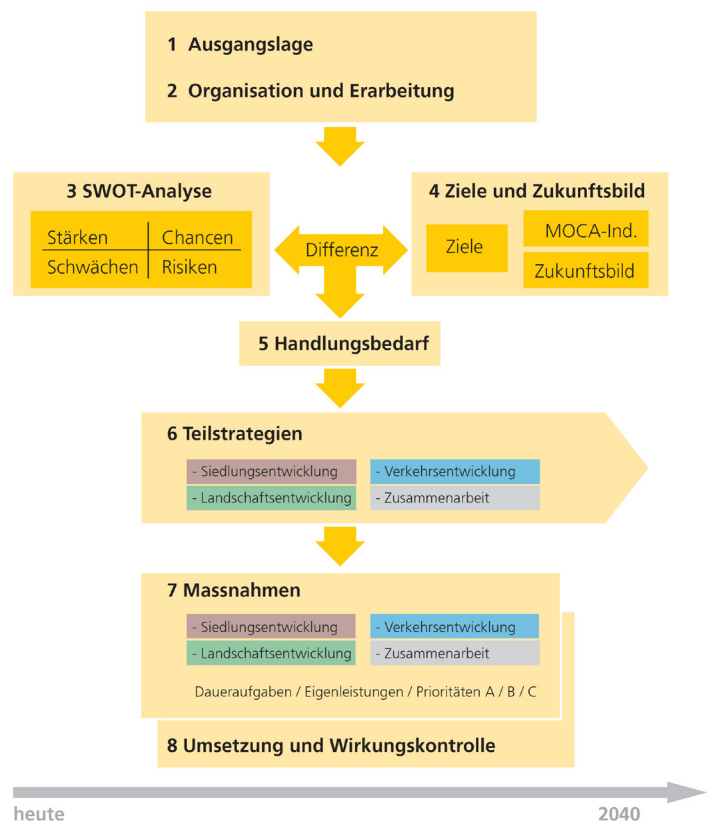 1 Ausgangslage
2 Organisation und Erarbeitung
3 SWOT-Analyse
Stärken
Chancen
Schwächen
Risiken
Differenz
4 Ziele und Zukunftsbild
Ziele
MOCA-Ind.
Zukunftsbild
5 Handlungsbedarf
6 Teilstrategien
- Siedlungsentwicklung
- Verkehrsentwicklung
- Landschaftsentwicklung
- Zusammenarbeit
7 Massnahmen
- Siedlungsentwicklung
- Verkehrsentwicklung
- Landschaftsentwicklung
- Zusammenarbeit
Daueraufgaben / Eigenleistungen / Prioritäten A / B / C
8 Umsetzung und Wirkungskontrolle
heute
2040